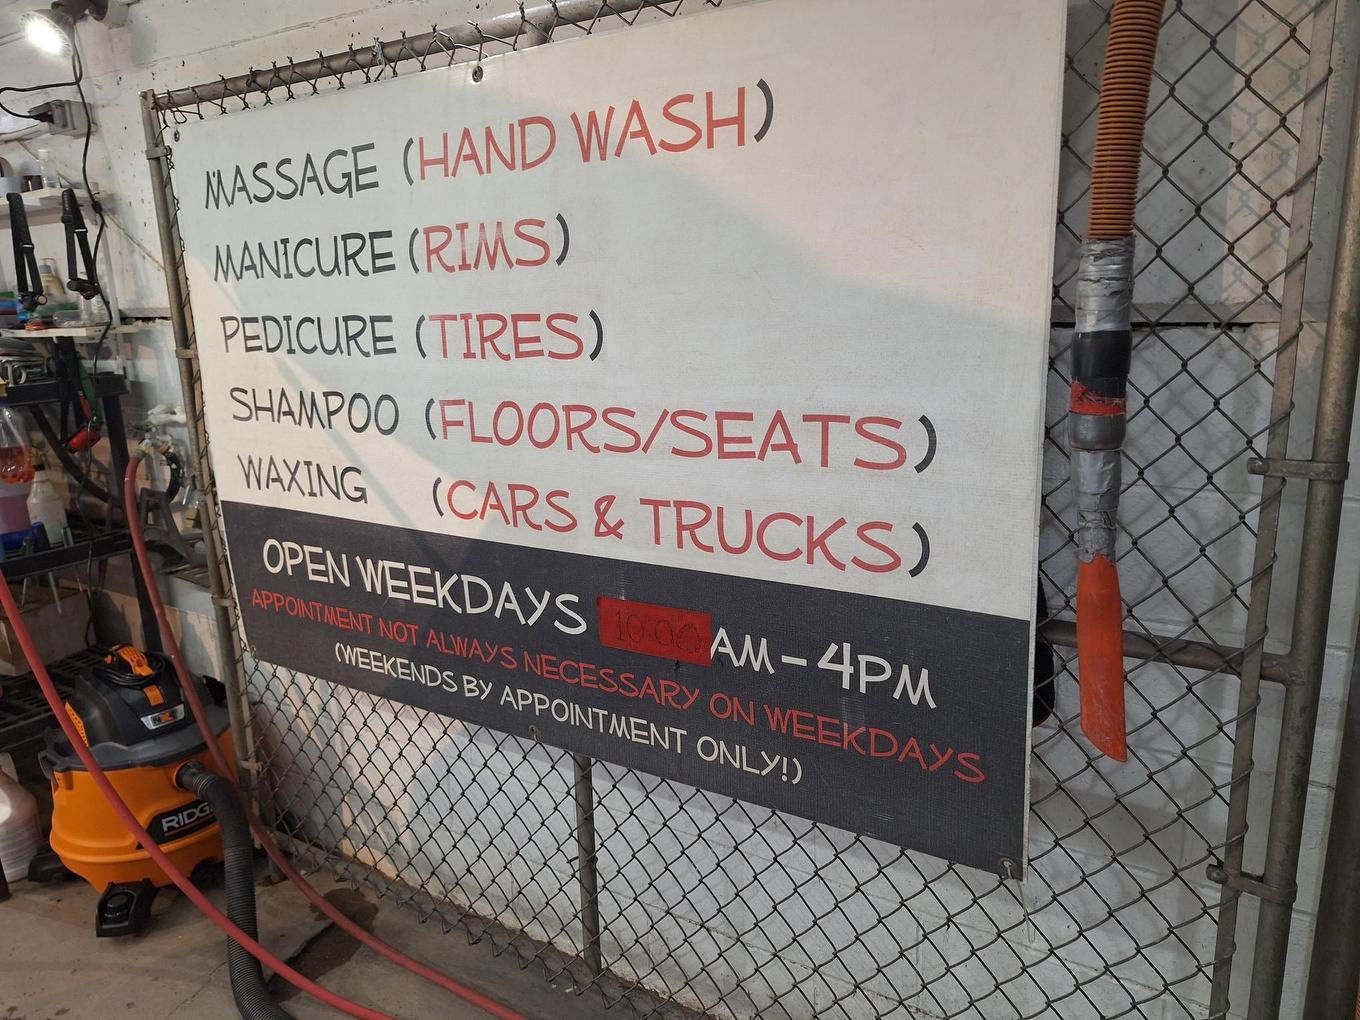 MASSAGE (HAND WASH)
MANICURE (RIMS)
PEDICURE (TIRES)
SHAMPOO (FLOORS/SEATS)
WAXING (CARS & TRUCKS)
OPEN WEEKDAYS 10:00 AM - 4PM
APPOINTMENT NOT ALWAYS NECESSARY ON WEEKDAYS
(WEEKENDS BY APPOINTMENT ONLY!)
NXT